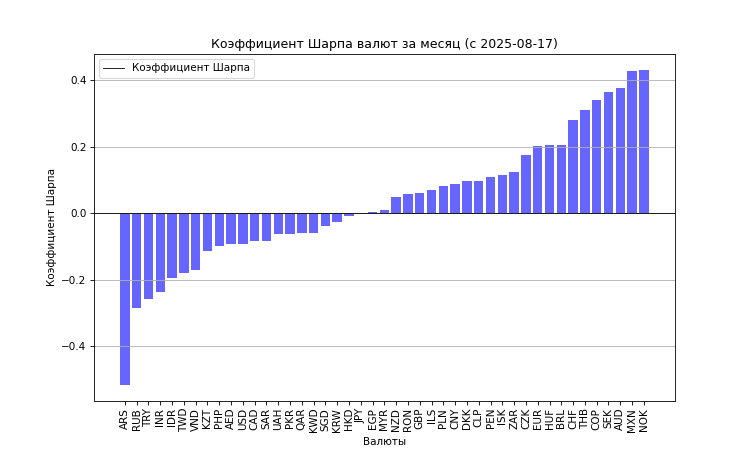 Коэффициент Шарпа валют за месяц (с 2025-08-17)
Коэффициент Шарпа
Коэффициент Шарпа
0.4
0.2
0.0
−0.2
−0.4
ARS RUB TRY INR IDR TWD VND KZT PHP AED USD CAD SAR UAH PKR QAR KWD SGD KRW HKD JPY EGP MYR NZD RON GBP ILS PLN CNY DKK CLP PEN ISK ZAR CZK EUR HUF BRL CHF THB COP SEK AUD MXN NOK
Валюты